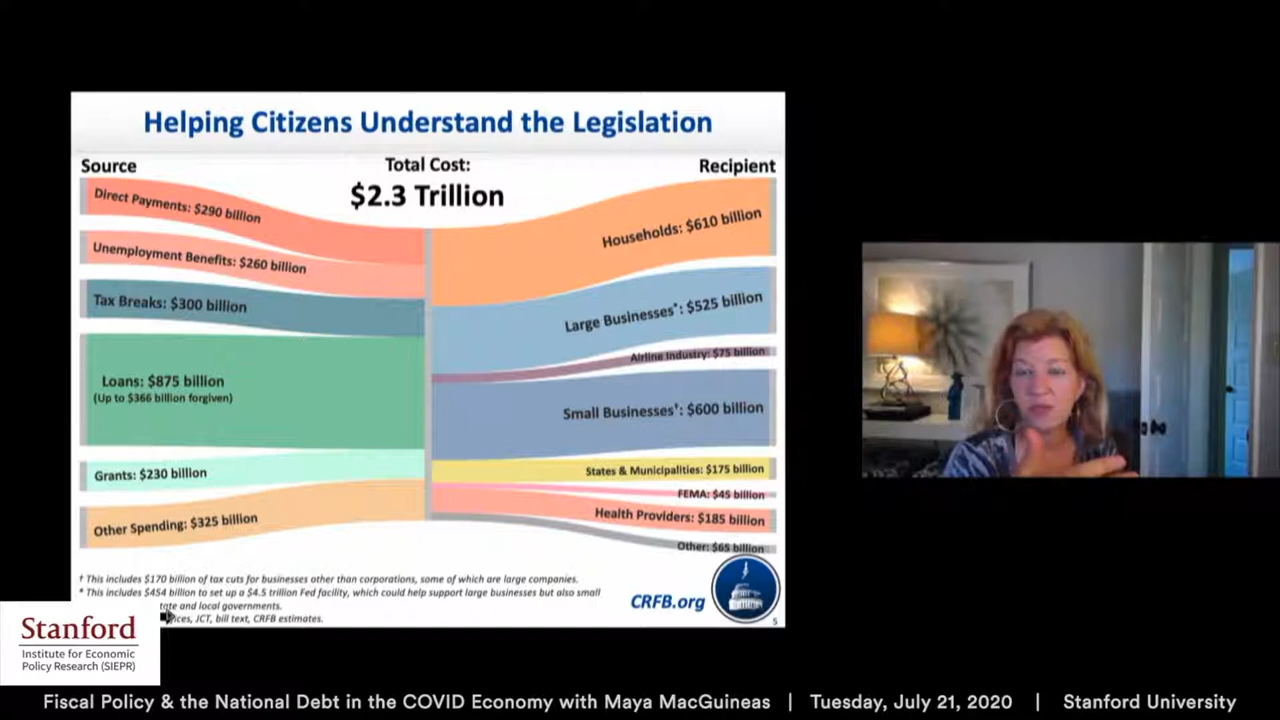 Helping Citizens Understand the Legislation
Source
Total Cost:
$2.3 Trillion
Recipient
Direct Payments: $290 billion
Unemployment Benefits: $260 billion
Tax Breaks: $300 billion
Loans: $875 billion
(Up to $366 billion forgiven)
Grants: $230 billion
Other Spending: $325 billion
Households: $610 billion
Large Businesses*: $525 billion
Airline Industry: $75 billion
Small Businesses†: $600 billion
States & Municipalities: $175 billion
FEMA: $45 billion
Health Providers: $185 billion
Other: $65 billion
† This includes $170 billion of tax cuts for businesses other than corporations, some of which are large companies.
* This includes $454 billion to set up a $4.5 trillion Fed facility, which could help support large businesses but also small
and local governments.
JCT, bill text, CRFB estimates.
CRFB.org
5
Stanford
Institute for Economic
Policy Research (SIEPR)
Fiscal Policy & the National Debt in the COVID Economy with Maya MacGuineas | Tuesday, July 21, 2020 | Stanford University